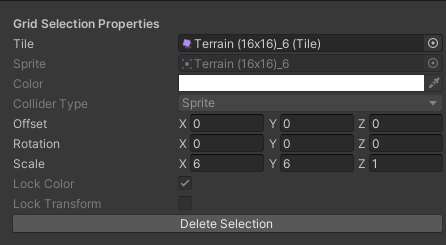 Grid Selection Properties
Tile Terrain (16x16)_6 (Tile)
Sprite Terrain (16x16)_6
Color
Collider Type Sprite
Offset X 0 Y 0 Z 0
Rotation X 0 Y 0 Z 0
Scale X 6 Y 6 Z 1
Lock Color
Lock Transform
Delete Selection